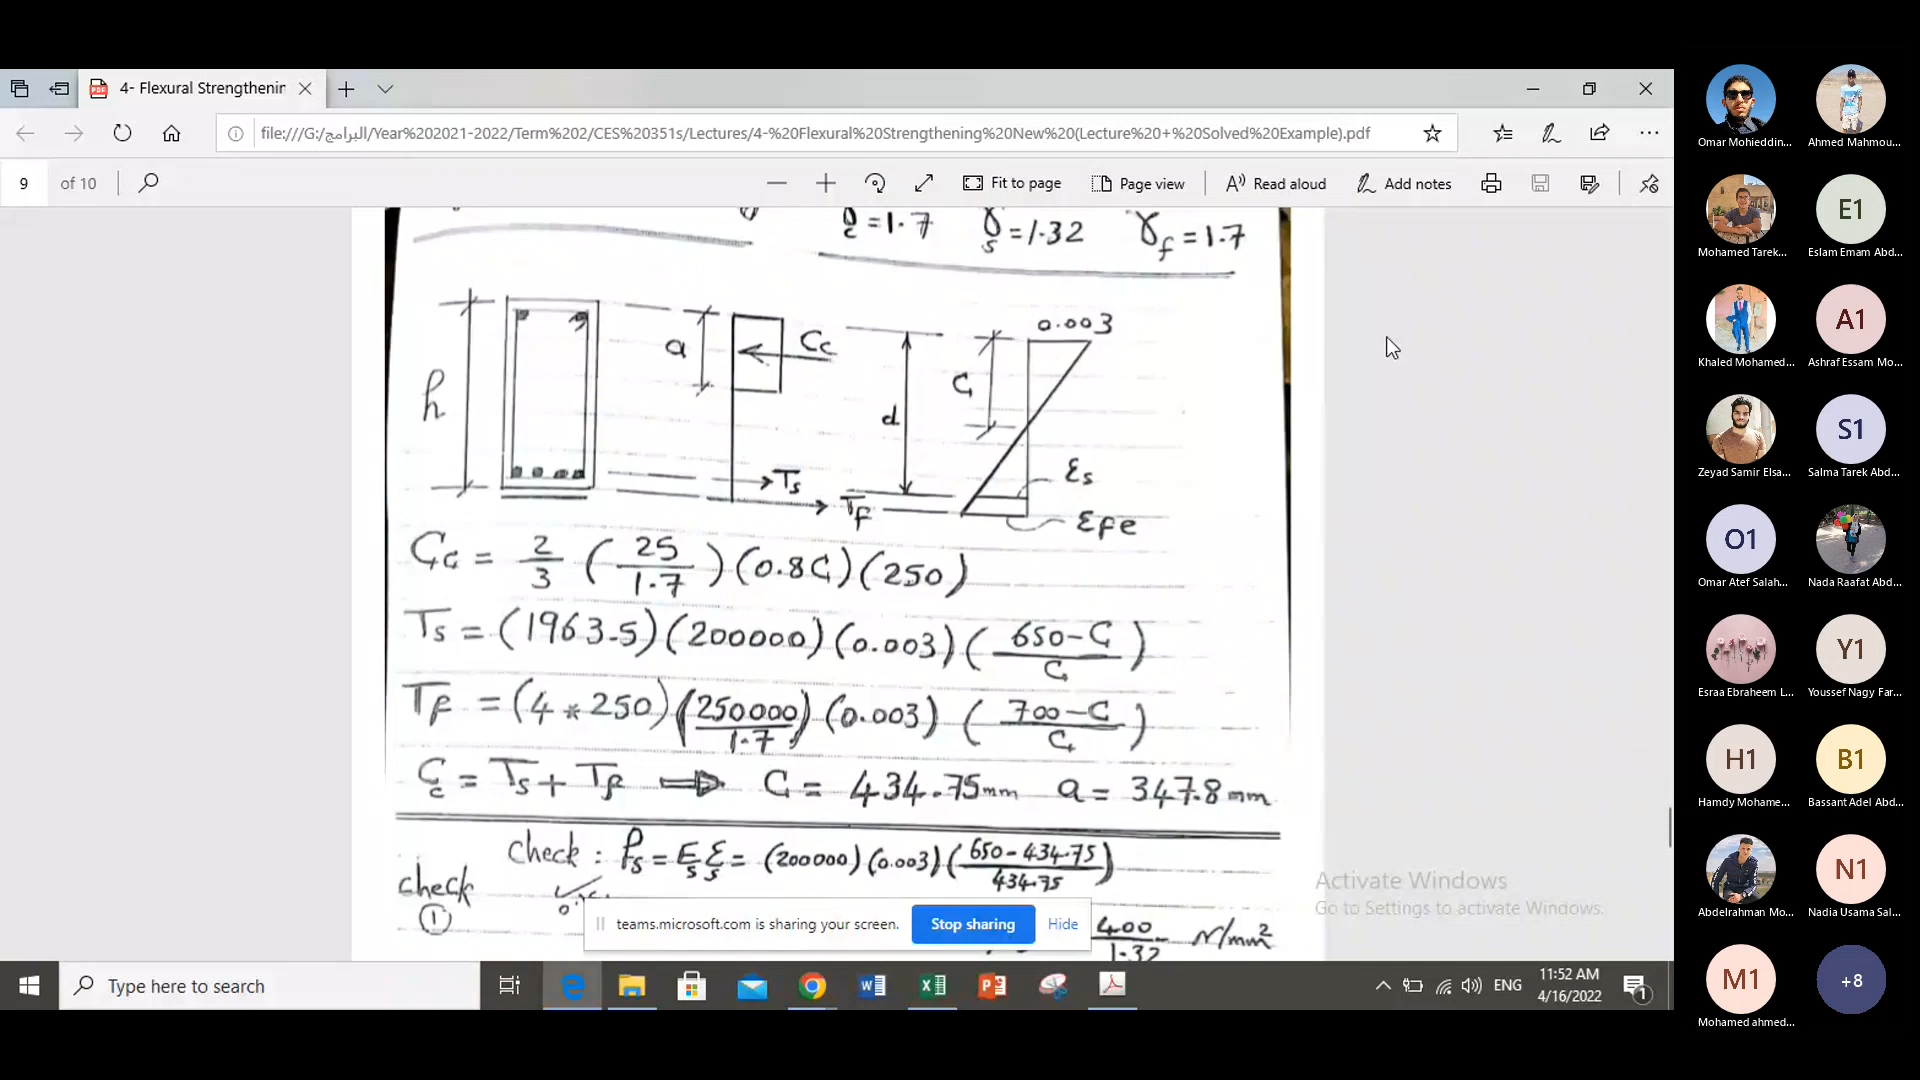 4- Flexural Strengthenin
file:///G:/البرامج/Year%202021-2022/Term%202/CES%20351s/Lectures/4-%20Flexural%20Strengthening%20New%20(Lecture%20+%20Solved%20Example).pdf
9 of 10
Fit to page
Page view
Read aloud
Add notes
γc = 1.7 γs = 1.32 γf = 1.7
h
a
Cc
d
C
0.003
Ts
Tf
εs
εfe
Cc = 2/3 (25/1.7) (0.8C) (250)
Ts = (1963.5) (200000) (0.003) ((650-C)/C)
Tf = (4 * 250) (250000/1.7) (0.003) ((700-C)/C)
Cc = Ts + Tf ⟹ C = 434.75 mm a = 347.8 mm
check : fs = Es εs = (200000) (0.003) ((650-434.75)/434.75)
check
①
400/1.32 N/mm²
teams.microsoft.com is sharing your screen.
Stop sharing
Hide
Activate Windows
Go to Settings to activate Windows.
Type here to search
ENG
11:52 AM
4/16/2022
1
Omar Mohieddin...
Ahmed Mahmou...
Mohamed Tarek...
E1
Eslam Emam Abd...
Khaled Mohamed...
A1
Ashraf Essam Mo...
Zeyad Samir Elsa...
S1
Salma Tarek Abd...
O1
Omar Atef Salah...
Nada Raafat Abd...
Esraa Ebraheem L...
Y1
Youssef Nagy Far...
H1
Hamdy Mohame...
B1
Bassant Adel Abd...
Abdelrahman Mo...
N1
Nadia Usama Sal...
M1
Mohamed ahmed...
+8